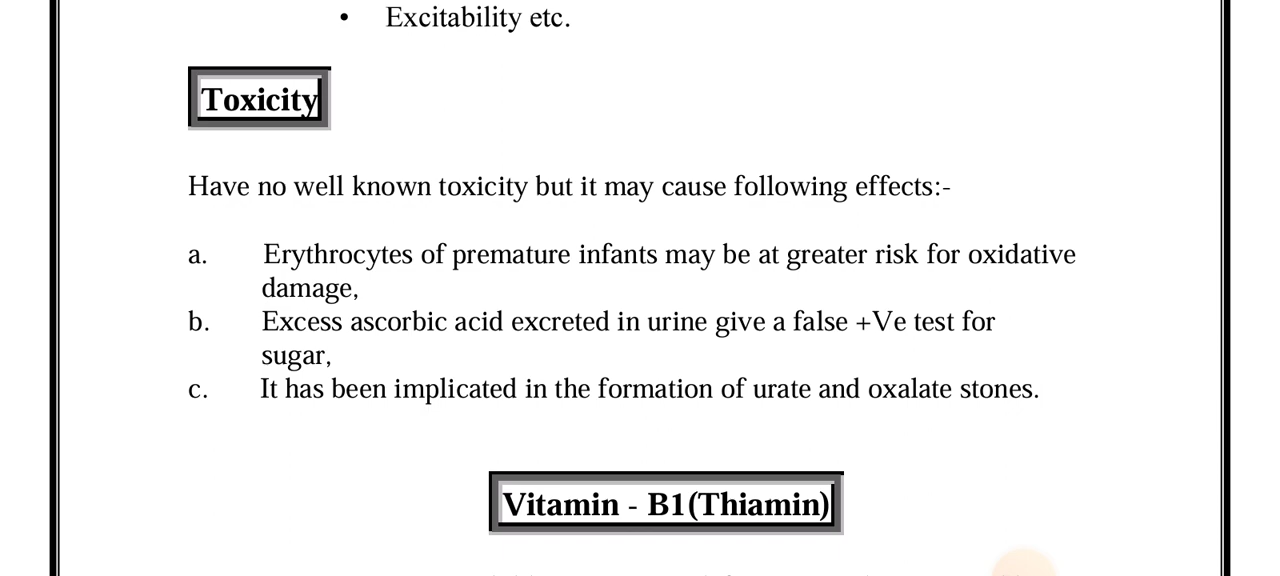 • Excitability etc.
Toxicity
Have no well known toxicity but it may cause following effects:-
a. Erythrocytes of premature infants may be at greater risk for oxidative
damage,
b. Excess ascorbic acid excreted in urine give a false +Ve test for
sugar,
c. It has been implicated in the formation of urate and oxalate stones.
Vitamin - B1(Thiamin)